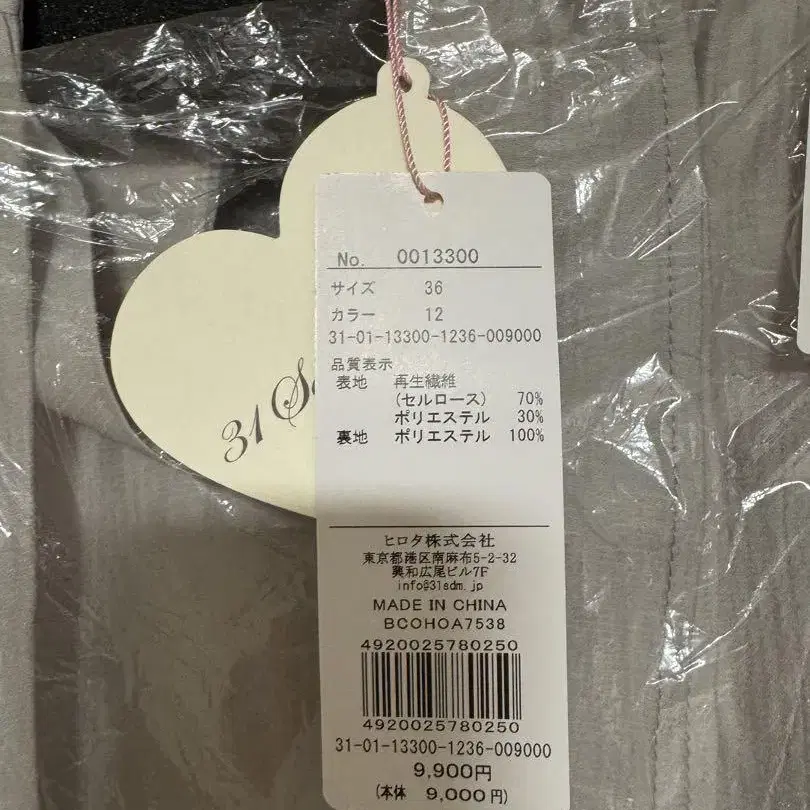 31 So
No. 0013300
サイズ 36
カラー 12
31-01-13300-1236-009000
品質表示
表地 再生繊維
(セルロース) 70%
ポリエステル 30%
裏地 ポリエステル 100%
ヒロタ株式会社
東京都港区南麻布5-2-32
興和広尾ビル7F
info@31sdm.jp
MADE IN CHINA
BCOHOA7538
4920025780250
4920025780250
31-01-13300-1236-009000
9,900円
(本体 9,000円)